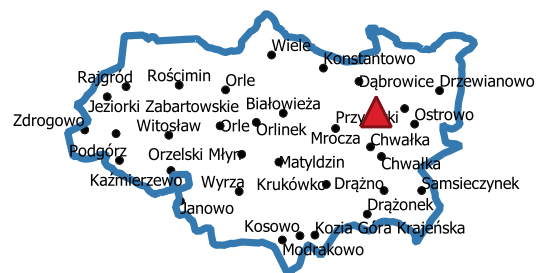 Wiele
Konstantowo
Rajgród
Rościmin
Orle
Dąbrowice
Drzewianowo
Jeziorki Zabartowskie
Białowieża
Zdrogowo
Witosław
Orle
Orlinek
Mrocza
Ostrowo
Chwałka
Podgórz
Orzelski Młyn
Matyldzin
Chwałka
Kaźmierzewo
Wyrza
Krukówko
Drążno
Samsieczynek
Janowo
Drążonek
Kosowo
Kozia Góra Krajeńska
Modrakowo